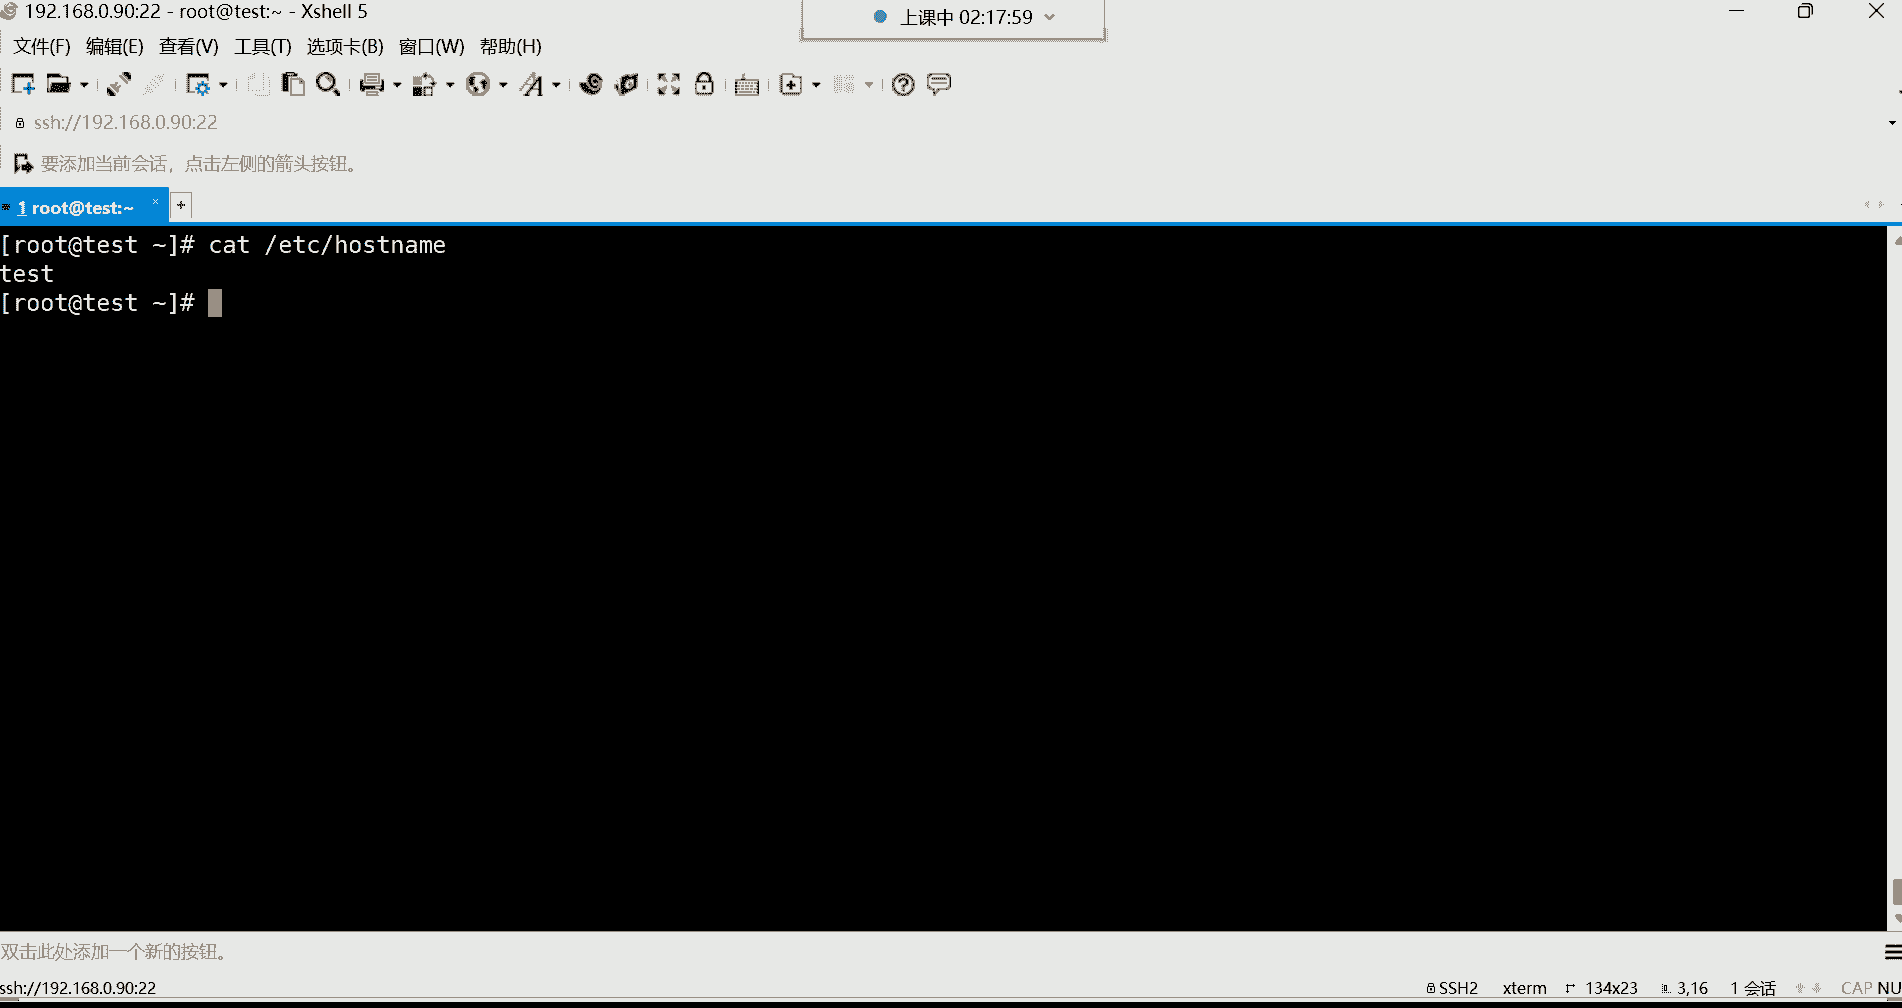 192.168.0.90:22 - root@test:~ - Xshell 5
上课中 02:17:59
文件(F) 编辑(E) 查看(V) 工具(T) 选项卡(B) 窗口(W) 帮助(H)
ssh://192.168.0.90:22
要添加当前会话，点击左侧的箭头按钮。
1 root@test:~ × +
[root@test ~]# cat /etc/hostname
test
[root@test ~]#
双击此处添加一个新的按钮。
ssh://192.168.0.90:22 SSH2 xterm 134x23 3,16 1 会话 CAP NU